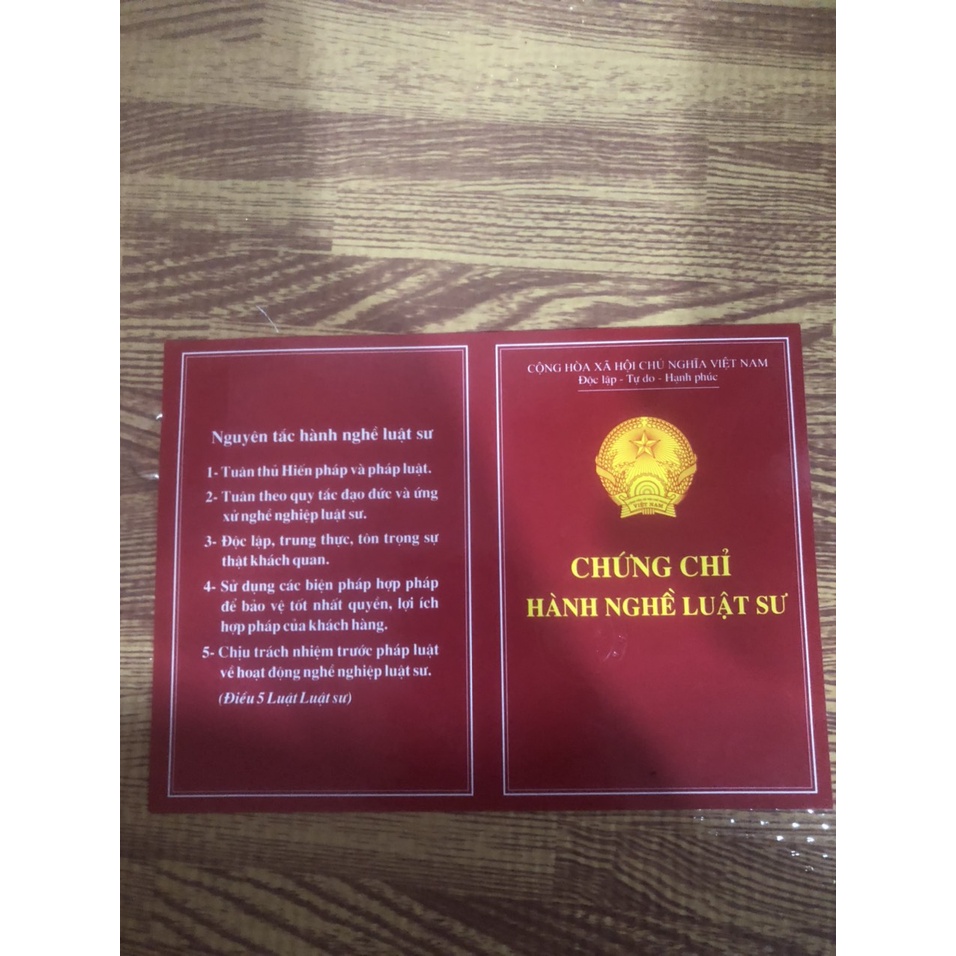 Nguyên tắc hành nghề luật sư
1- Tuân thủ Hiến pháp và pháp luật.
2- Tuân theo quy tắc đạo đức và ứng
xử nghề nghiệp luật sư.
3- Độc lập, trung thực, tôn trọng sự
thật khách quan.
4- Sử dụng các biện pháp hợp pháp
để bảo vệ tốt nhất quyền, lợi ích
hợp pháp của khách hàng.
5- Chịu trách nhiệm trước pháp luật
về hoạt động nghề nghiệp luật sư.
(Điều 5 Luật Luật sư)
CỘNG HÒA XÃ HỘI CHỦ NGHĨA VIỆT NAM
Độc lập - Tự do - Hạnh phúc
VIỆT NAM
CHỨNG CHỈ
HÀNH NGHỀ LUẬT SƯ